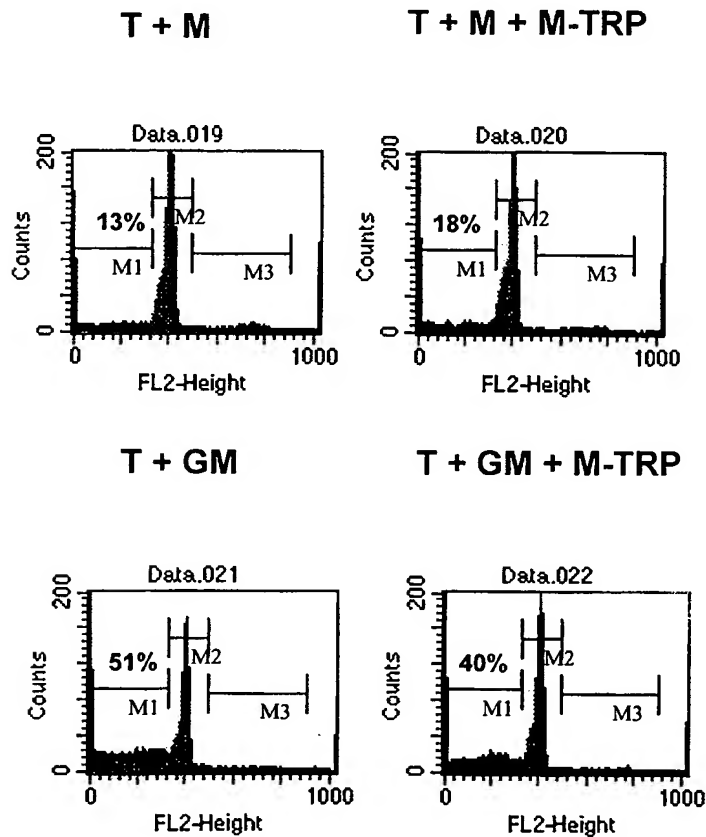 T + M
T + M + M-TRP
Data.019
200
Counts
13%
M2
M1
M3
0
0
1000
FL2-Height
Data.020
200
Counts
18%
M2
M1
M3
0
0
1000
FL2-Height
T + GM
T + GM + M-TRP
Data.021
200
Counts
51%
M2
M1
M3
0
0
1000
FL2-Height
Data.022
200
Counts
40%
M2
M1
M3
0
0
1000
FL2-Height